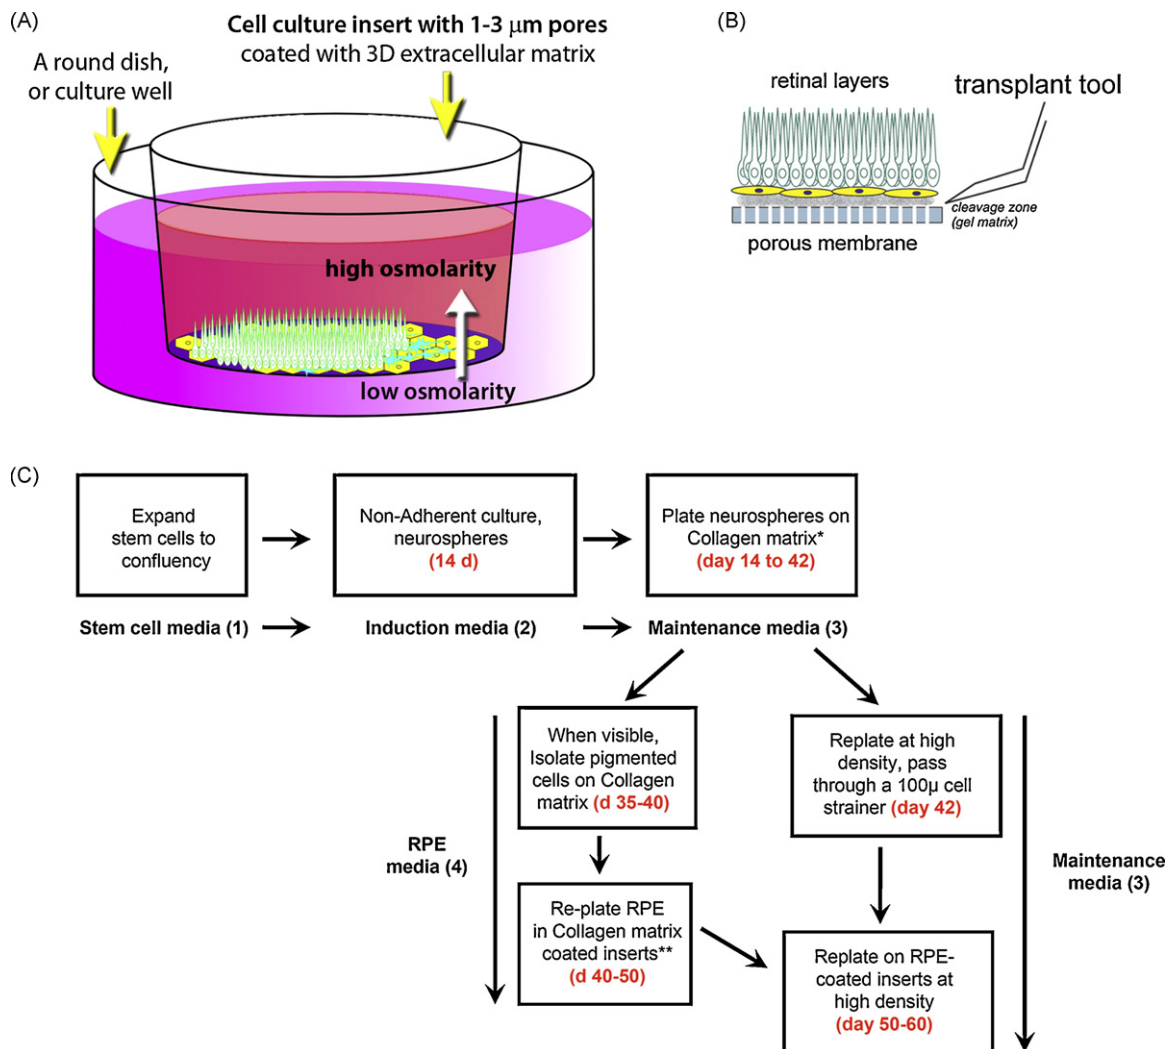 (A)
Cell culture insert with 1-3 μm pores
coated with 3D extracellular matrix
A round dish,
or culture well
high osmolarity
low osmolarity
(B)
retinal layers
transplant tool
cleavage zone
(gel matrix)
porous membrane
(C)
Expand
stem cells to
confluency
Non-Adherent culture,
neurospheres
(14 d)
Plate neurospheres on
Collagen matrix*
(day 14 to 42)
Stem cell media (1)
Induction media (2)
Maintenance media (3)
When visible,
Isolate pigmented
cells on Collagen
matrix (d 35-40)
Replate at high
density, pass
through a 100μ cell
strainer (day 42)
RPE
media (4)
Maintenance
media (3)
Re-plate RPE
in Collagen matrix
coated inserts**
(d 40-50)
Replate on RPE-
coated inserts at
high density
(day 50-60)